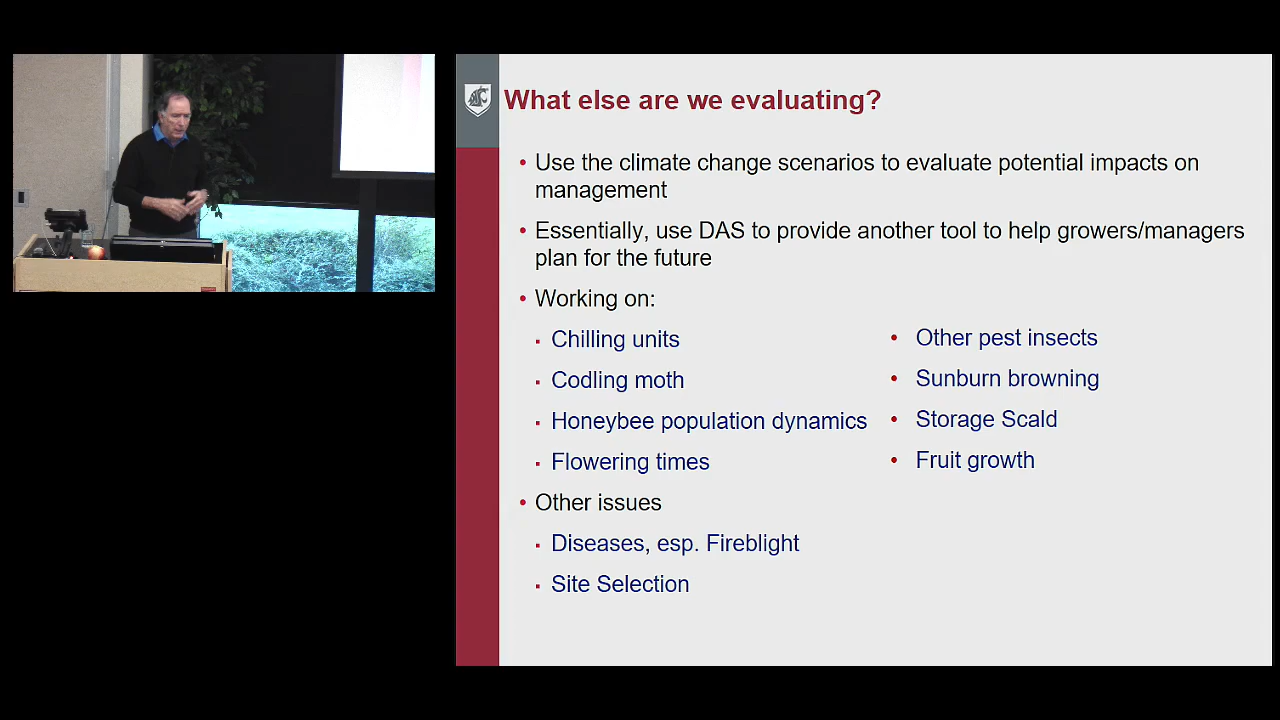 What else are we evaluating?
• Use the climate change scenarios to evaluate potential impacts on
management
• Essentially, use DAS to provide another tool to help growers/managers
plan for the future
• Working on:
▪ Chilling units
▪ Codling moth
▪ Honeybee population dynamics
▪ Flowering times
• Other pest insects
• Sunburn browning
• Storage Scald
• Fruit growth
• Other issues
▪ Diseases, esp. Fireblight
▪ Site Selection